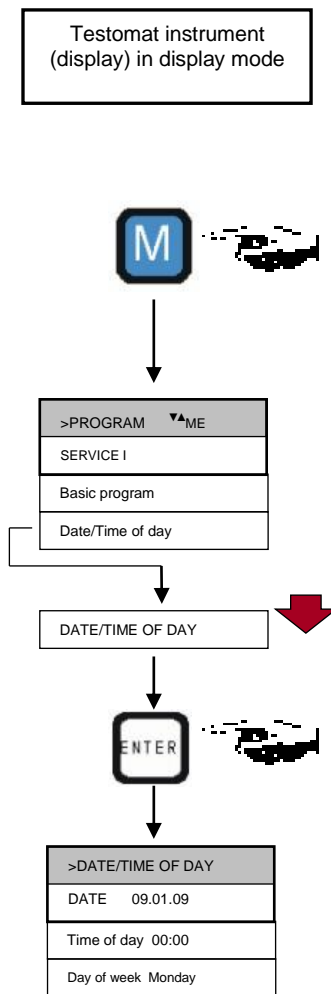 Testomat instrument
(display) in display mode
M
>PROGRAM ▼▲ME
SERVICE I
Basic program
Date/Time of day
DATE/TIME OF DAY
ENTER
>DATE/TIME OF DAY
DATE 09.01.09
Time of day 00:00
Day of week Monday